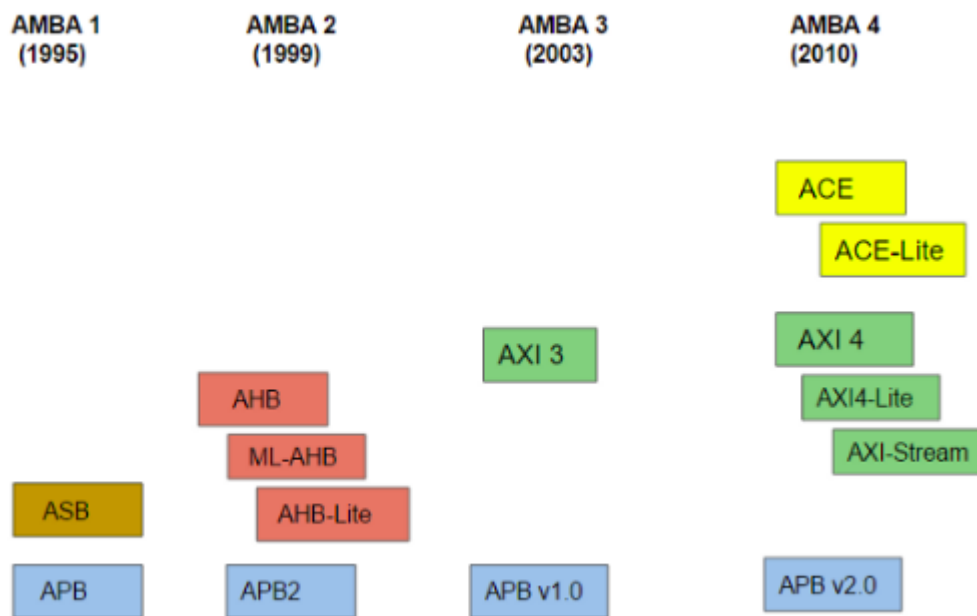 AMBA 1
(1995)
AMBA 2
(1999)
AMBA 3
(2003)
AMBA 4
(2010)
ACE
ACE-Lite
AXI 3
AXI 4
AHB
AXI4-Lite
ML-AHB
AXI-Stream
ASB
AHB-Lite
APB
APB2
APB v1.0
APB v2.0